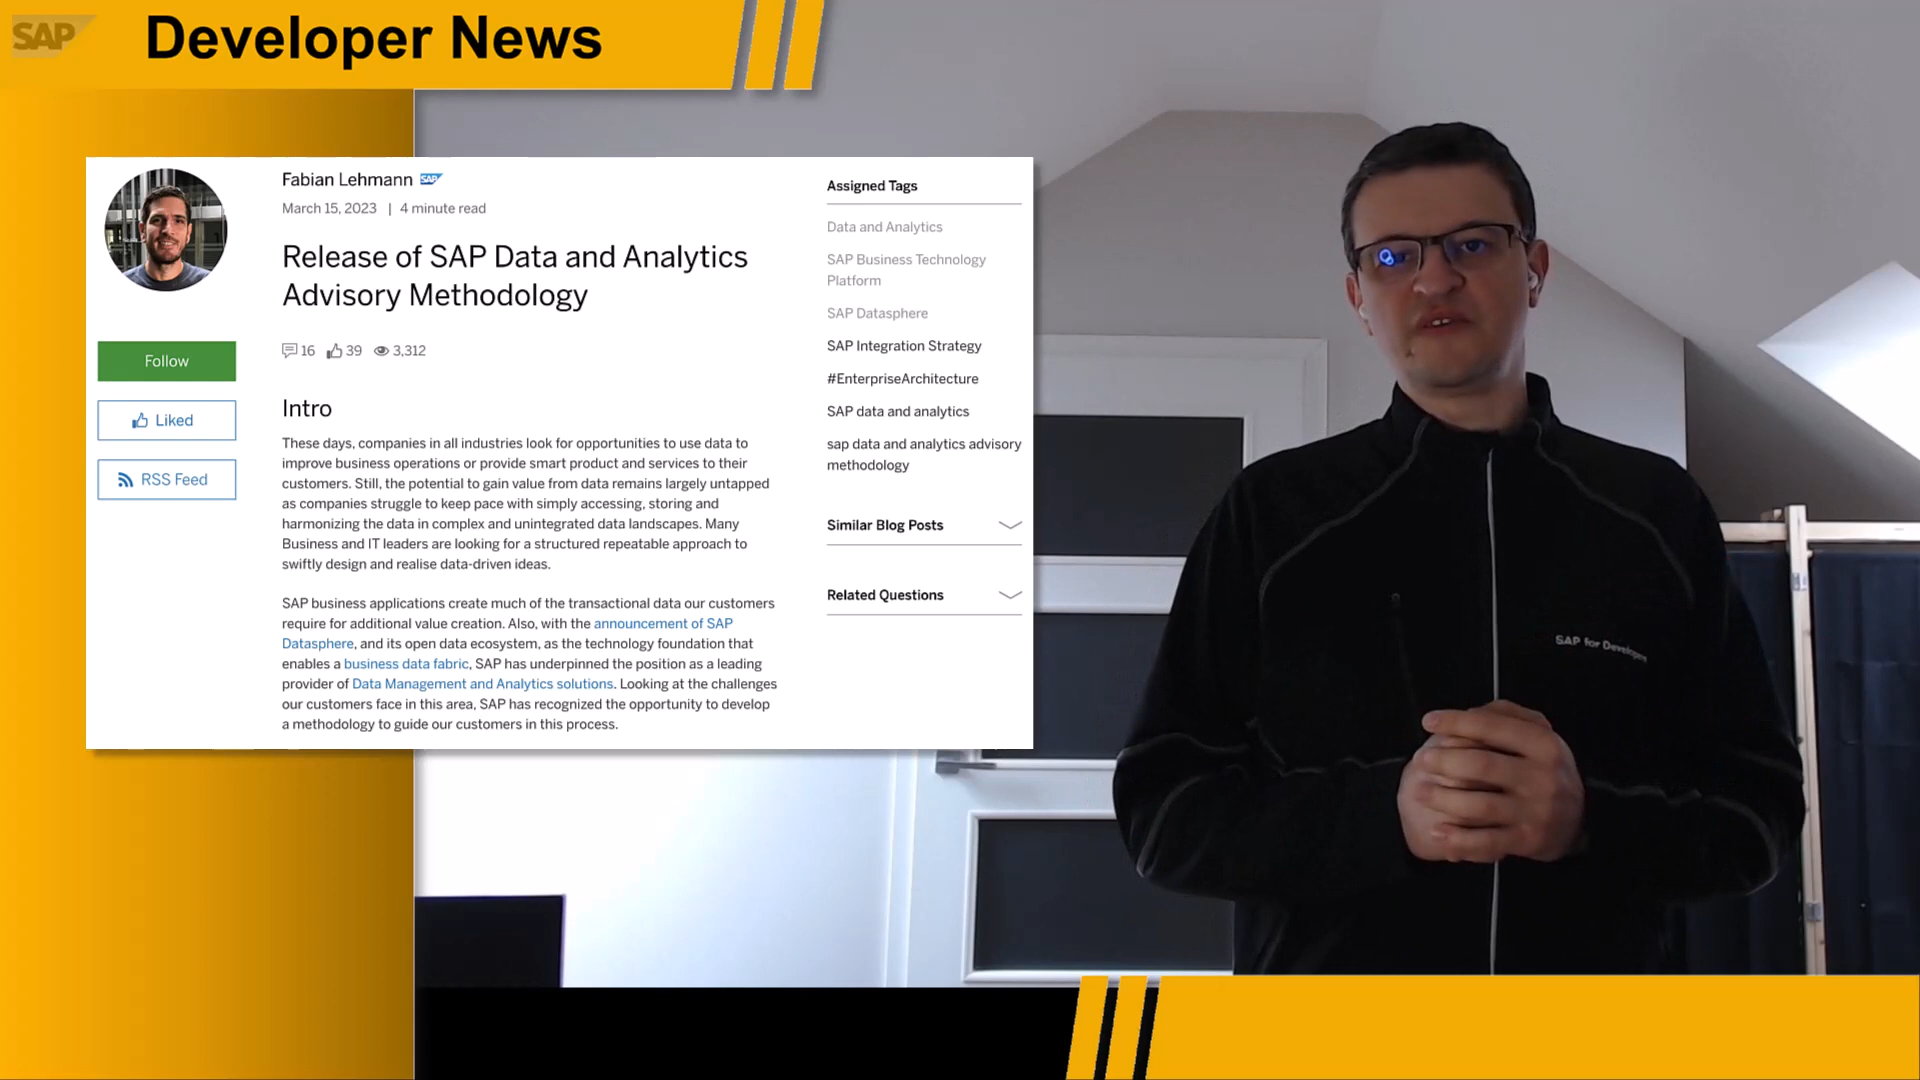 SAP
Developer News
Fabian Lehmann SAP
March 15, 2023 | 4 minute read
Release of SAP Data and Analytics
Advisory Methodology
16 39 3,312
Follow
Liked
RSS Feed
Intro
These days, companies in all industries look for opportunities to use data to
improve business operations or provide smart product and services to their
customers. Still, the potential to gain value from data remains largely untapped
as companies struggle to keep pace with simply accessing, storing and
harmonizing the data in complex and unintegrated data landscapes. Many
Business and IT leaders are looking for a structured repeatable approach to
swiftly design and realise data-driven ideas.
SAP business applications create much of the transactional data our customers
require for additional value creation. Also, with the announcement of SAP
Datasphere, and its open data ecosystem, as the technology foundation that
enables a business data fabric, SAP has underpinned the position as a leading
provider of Data Management and Analytics solutions. Looking at the challenges
our customers face in this area, SAP has recognized the opportunity to develop
a methodology to guide our customers in this process.
Assigned Tags
Data and Analytics
SAP Business Technology
Platform
SAP Datasphere
SAP Integration Strategy
#EnterpriseArchitecture
SAP data and analytics
sap data and analytics advisory
methodology
Similar Blog Posts
Related Questions
SAP for Developers